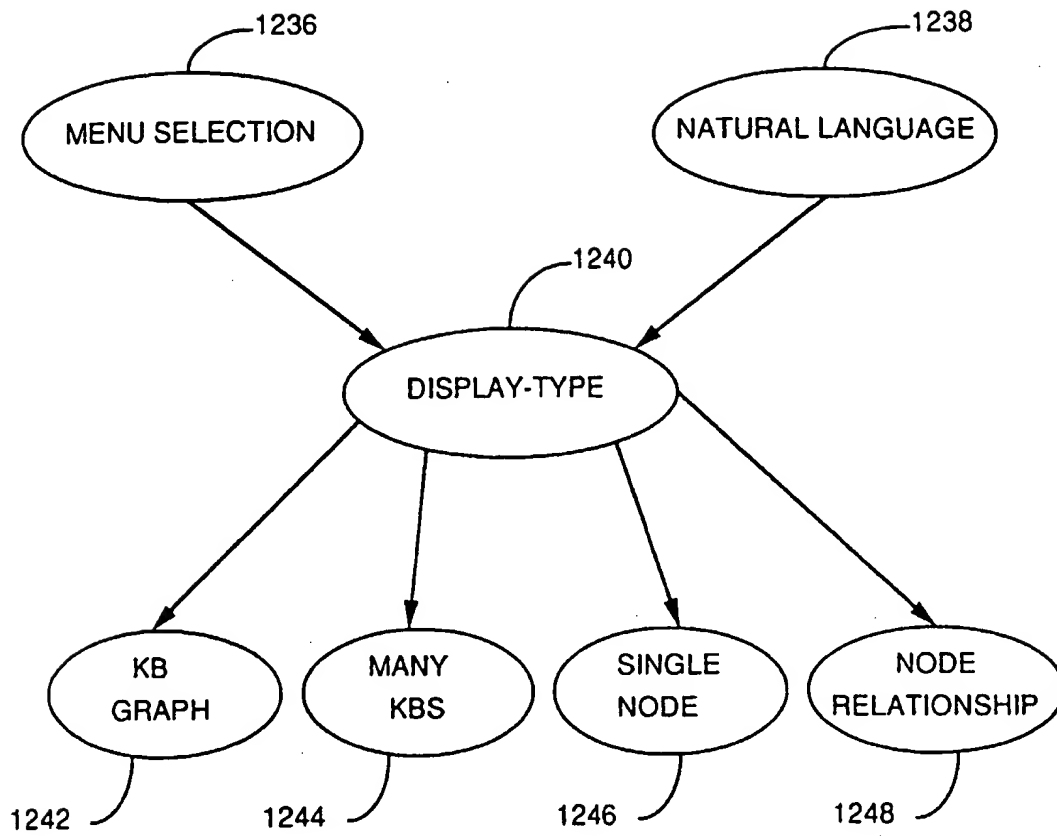 1236
1238
MENU SELECTION
NATURAL LANGUAGE
1240
DISPLAY-TYPE
KB
GRAPH
MANY
KBS
SINGLE
NODE
NODE
RELATIONSHIP
1242
1244
1246
1248